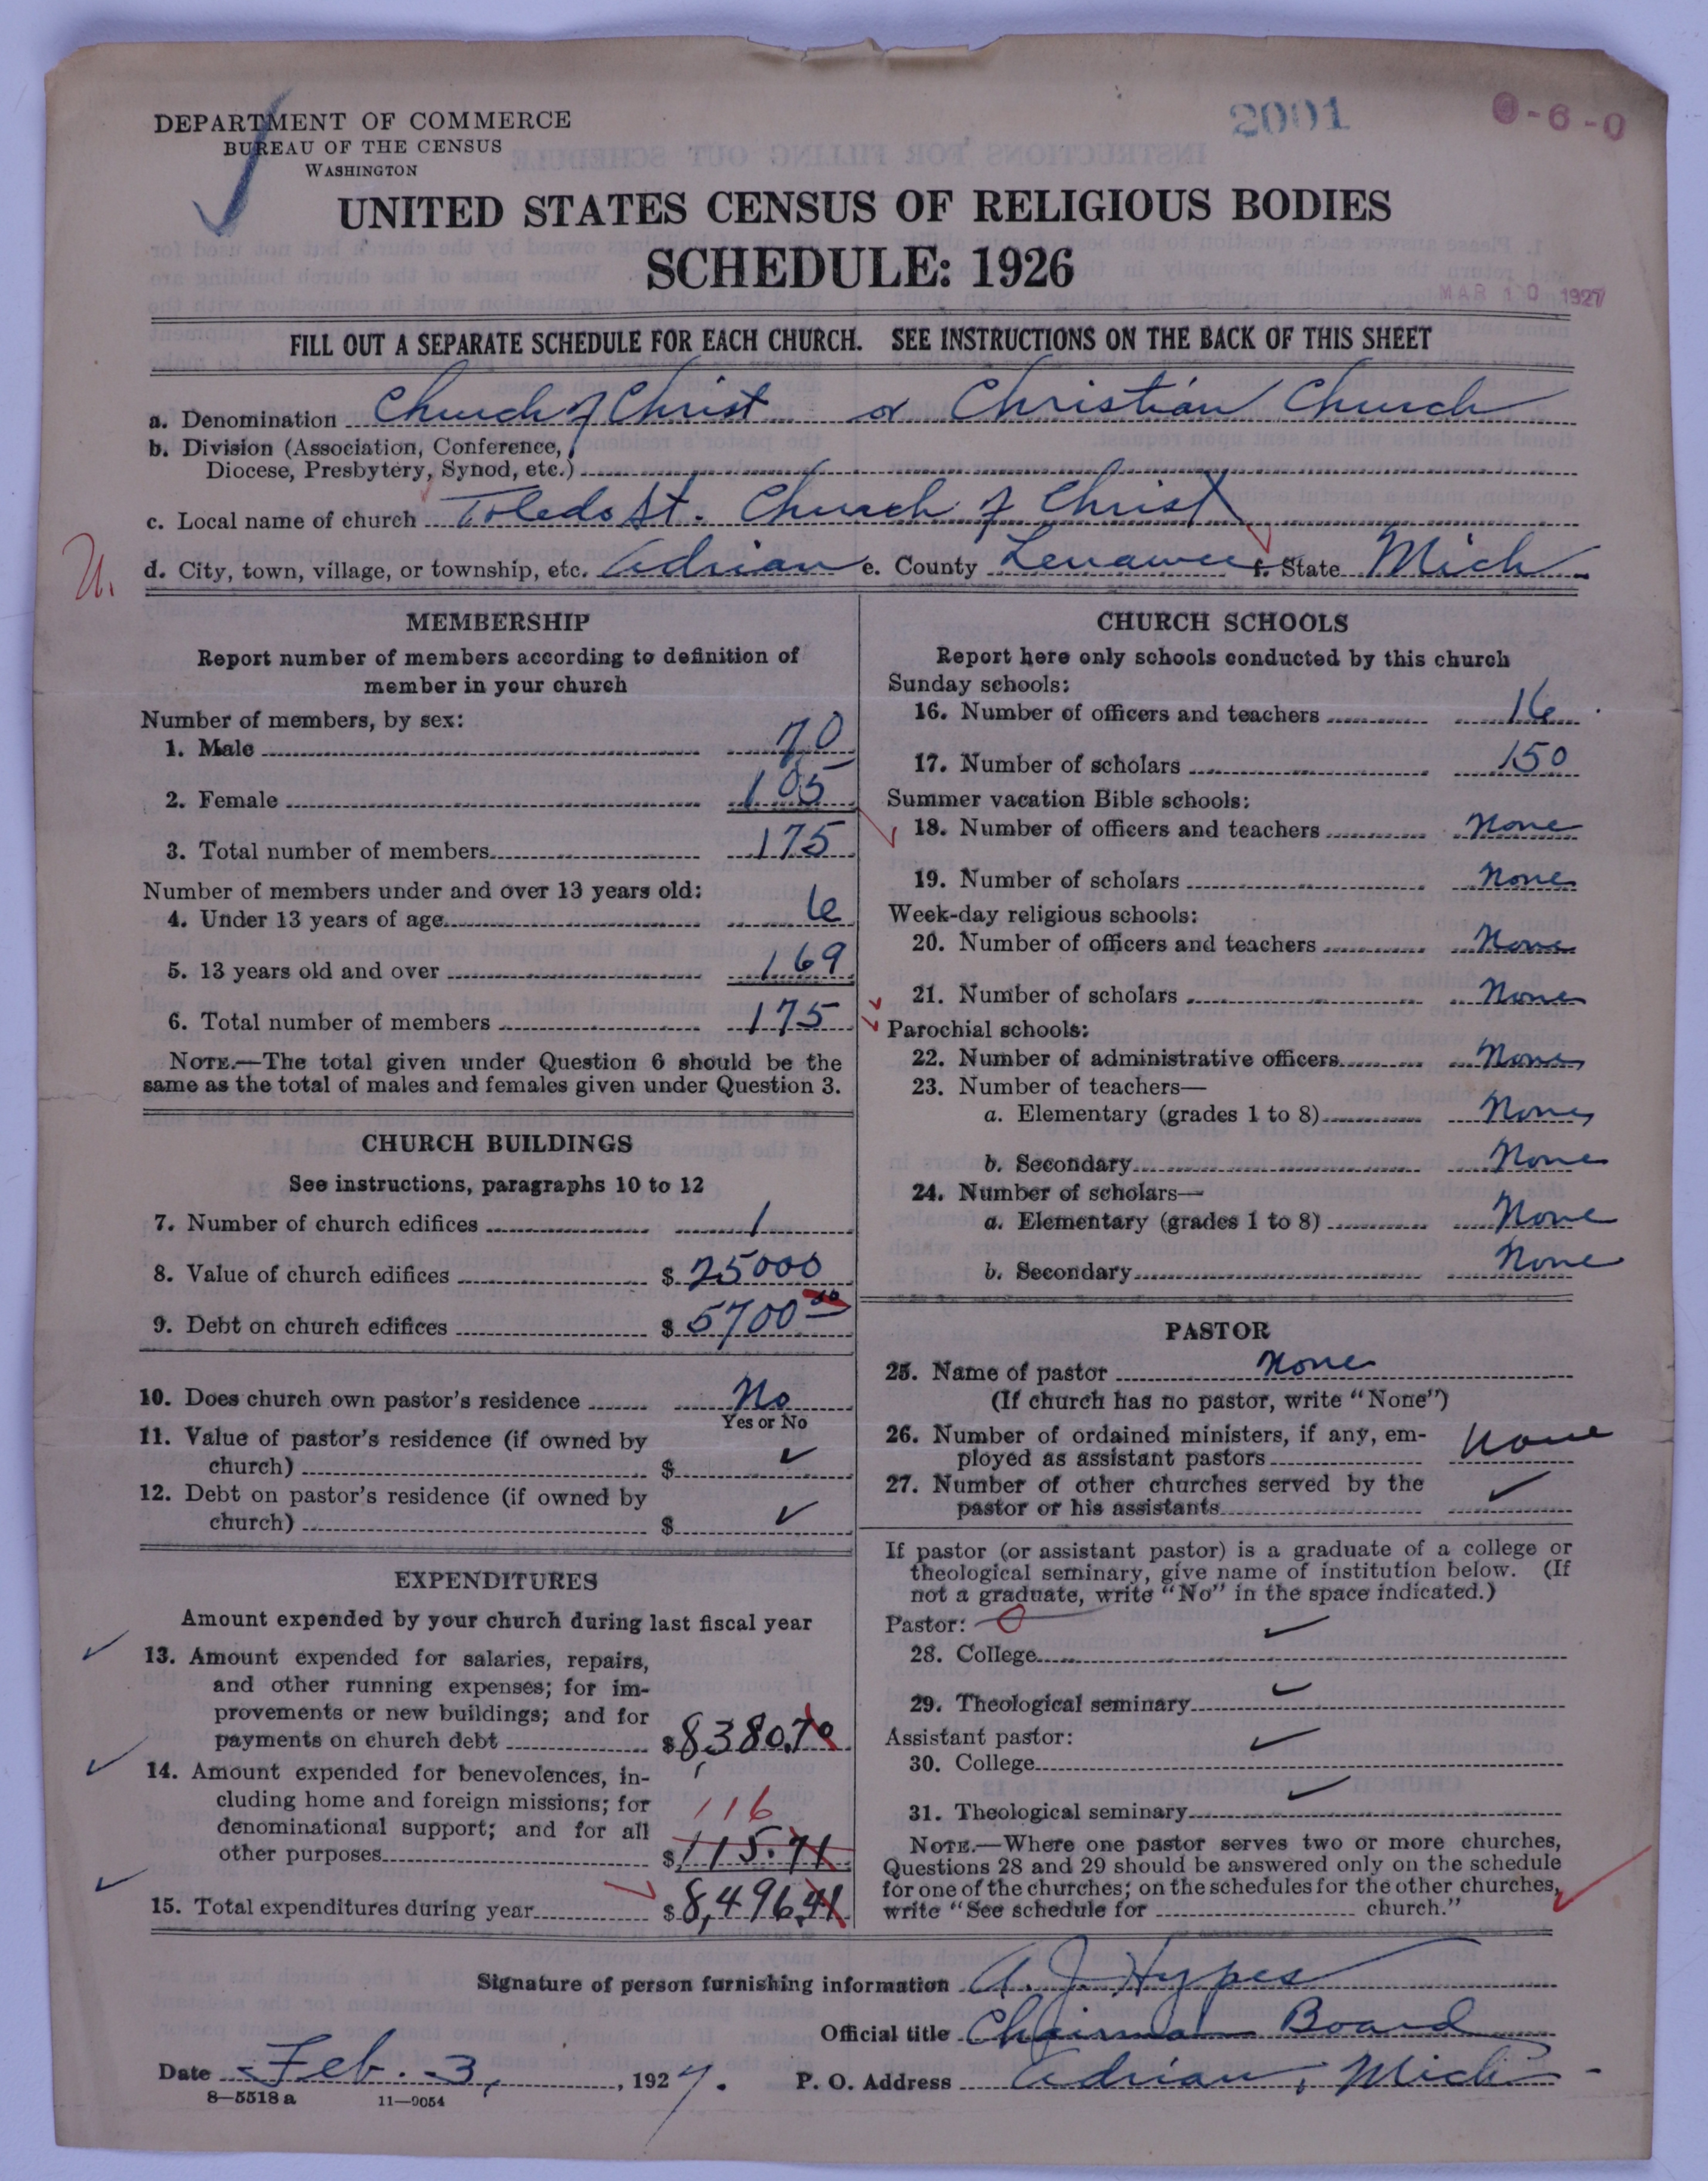 DEPARTMENT OF COMMERCE
BUREAU OF THE CENSUS
WASHINGTON
2001
0-6-0
UNITED STATES CENSUS OF RELIGIOUS BODIES
SCHEDULE: 1926
MAR 10 1927
FILL OUT A SEPARATE SCHEDULE FOR EACH CHURCH. SEE INSTRUCTIONS ON THE BACK OF THIS SHEET
a. Denomination Church of Christ or Christian Church
b. Division (Association, Conference,
Diocese, Presbytery, Synod, etc.)
c. Local name of church Toledo St. Church of Christ
d. City, town, village, or township, etc. Adrian e. County Lenawee f. State Mich
MEMBERSHIP
Report number of members according to definition of
member in your church
Number of members, by sex:
1. Male 70
2. Female 105
3. Total number of members 175
Number of members under and over 13 years old:
4. Under 13 years of age 6
5. 13 years old and over 169
6. Total number of members 175
NOTE.—The total given under Question 6 should be the
same as the total of males and females given under Question 3.
CHURCH BUILDINGS
See instructions, paragraphs 10 to 12
7. Number of church edifices 1
8. Value of church edifices $ 25000
9. Debt on church edifices $ 5700 00
10. Does church own pastor's residence No
Yes or No
11. Value of pastor's residence (if owned by
church) $ ✓
12. Debt on pastor's residence (if owned by
church) $ ✓
EXPENDITURES
Amount expended by your church during last fiscal year
13. Amount expended for salaries, repairs,
and other running expenses; for im-
provements or new buildings; and for
payments on church debt $ 8380.70
14. Amount expended for benevolences, in-
cluding home and foreign missions; for
116
denominational support; and for all
other purposes $ 115.71
15. Total expenditures during year $ 8,496.41
CHURCH SCHOOLS
Report here only schools conducted by this church
Sunday schools:
16. Number of officers and teachers 16
17. Number of scholars 150
Summer vacation Bible schools:
18. Number of officers and teachers None
19. Number of scholars None
Week-day religious schools:
20. Number of officers and teachers None
21. Number of scholars None
Parochial schools:
22. Number of administrative officers None
23. Number of teachers—
a. Elementary (grades 1 to 8) None
b. Secondary None
24. Number of scholars—
a. Elementary (grades 1 to 8) None
b. Secondary None
PASTOR
25. Name of pastor None
(If church has no pastor, write "None")
26. Number of ordained ministers, if any, em-
ployed as assistant pastors None
27. Number of other churches served by the
pastor or his assistants ✓
If pastor (or assistant pastor) is a graduate of a college or
theological seminary, give name of institution below. (If
not a graduate, write "No" in the space indicated.)
Pastor: 0
28. College ✓
29. Theological seminary ✓
Assistant pastor:
30. College ✓
31. Theological seminary ✓
NOTE.—Where one pastor serves two or more churches,
Questions 28 and 29 should be answered only on the schedule
for one of the churches; on the schedules for the other churches,
write "See schedule for church."
Signature of person furnishing information A. J. Hypes
Official title Chairman Board
Date Feb. 3, 1927. P. O. Address Adrian, Mich
8—5518 a 11—9054